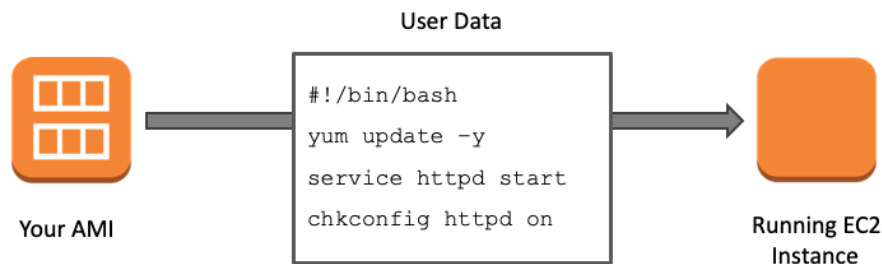 User Data
#!/bin/bash
yum update –y
service httpd start
chkconfig httpd on
Your AMI
Running EC2
Instance